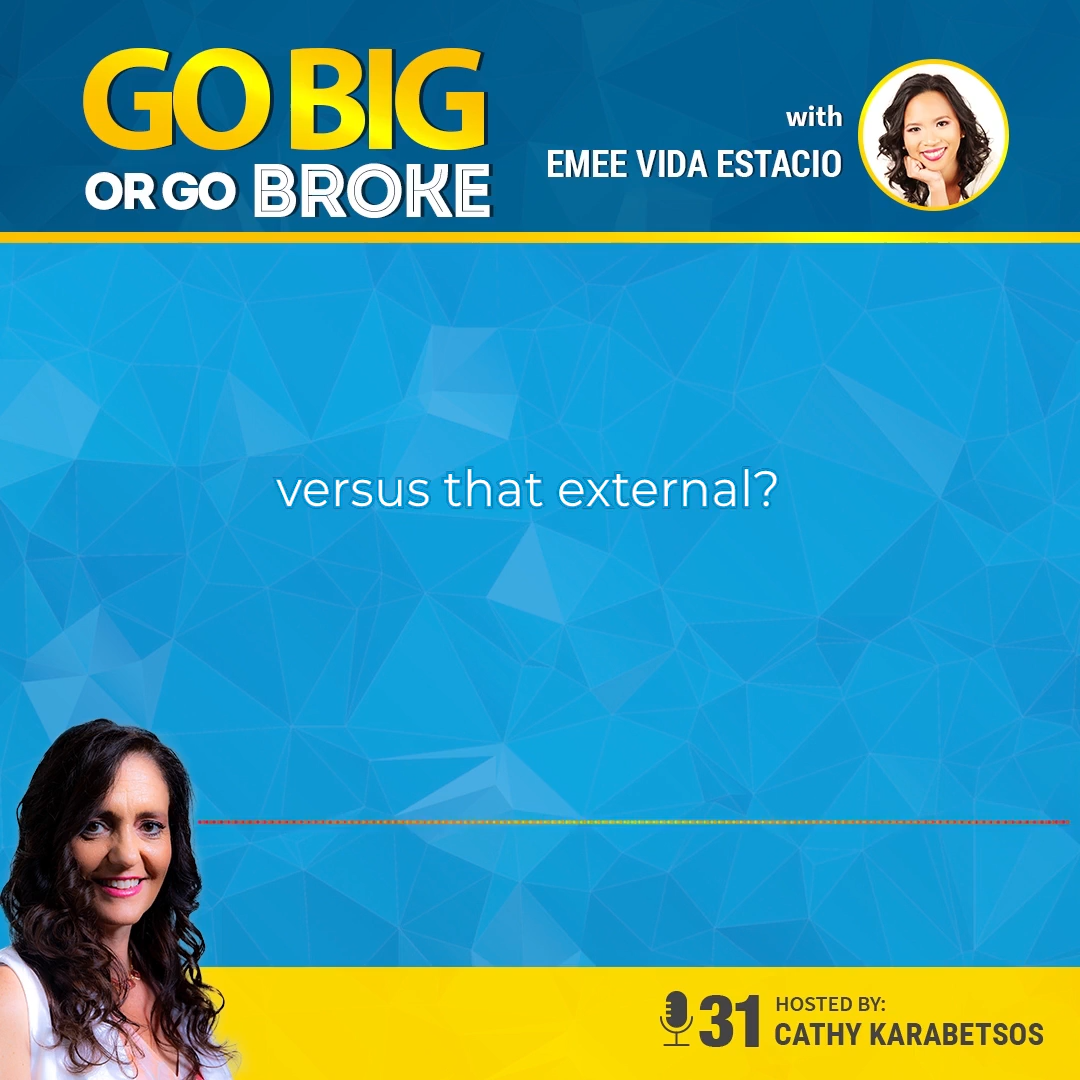 GO BIG
OR GO BROKE
with
EMEE VIDA ESTACIO
versus that external?
31
HOSTED BY:
CATHY KARABETSOS